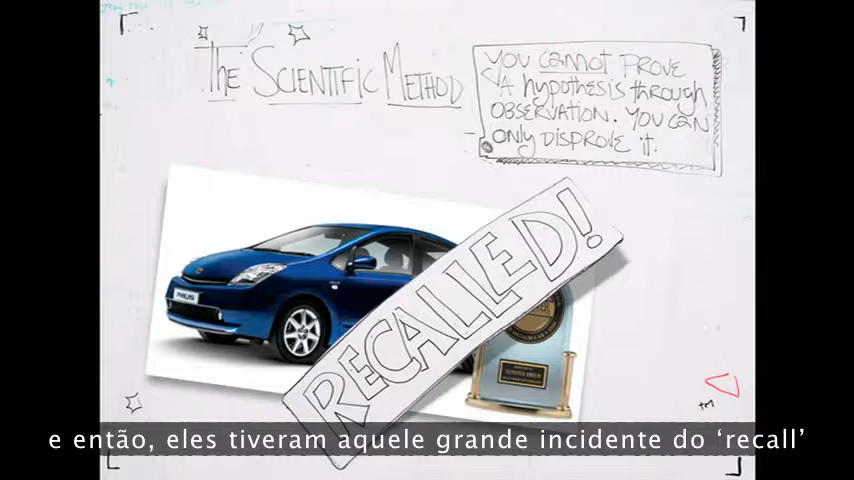 The Scientific Method
You cannot prove
A hypothesis through
observation. You can
only disprove it.
RECALLED!
PRIUS
tm
e então, eles tiveram aquele grande incidente do ‘recall’